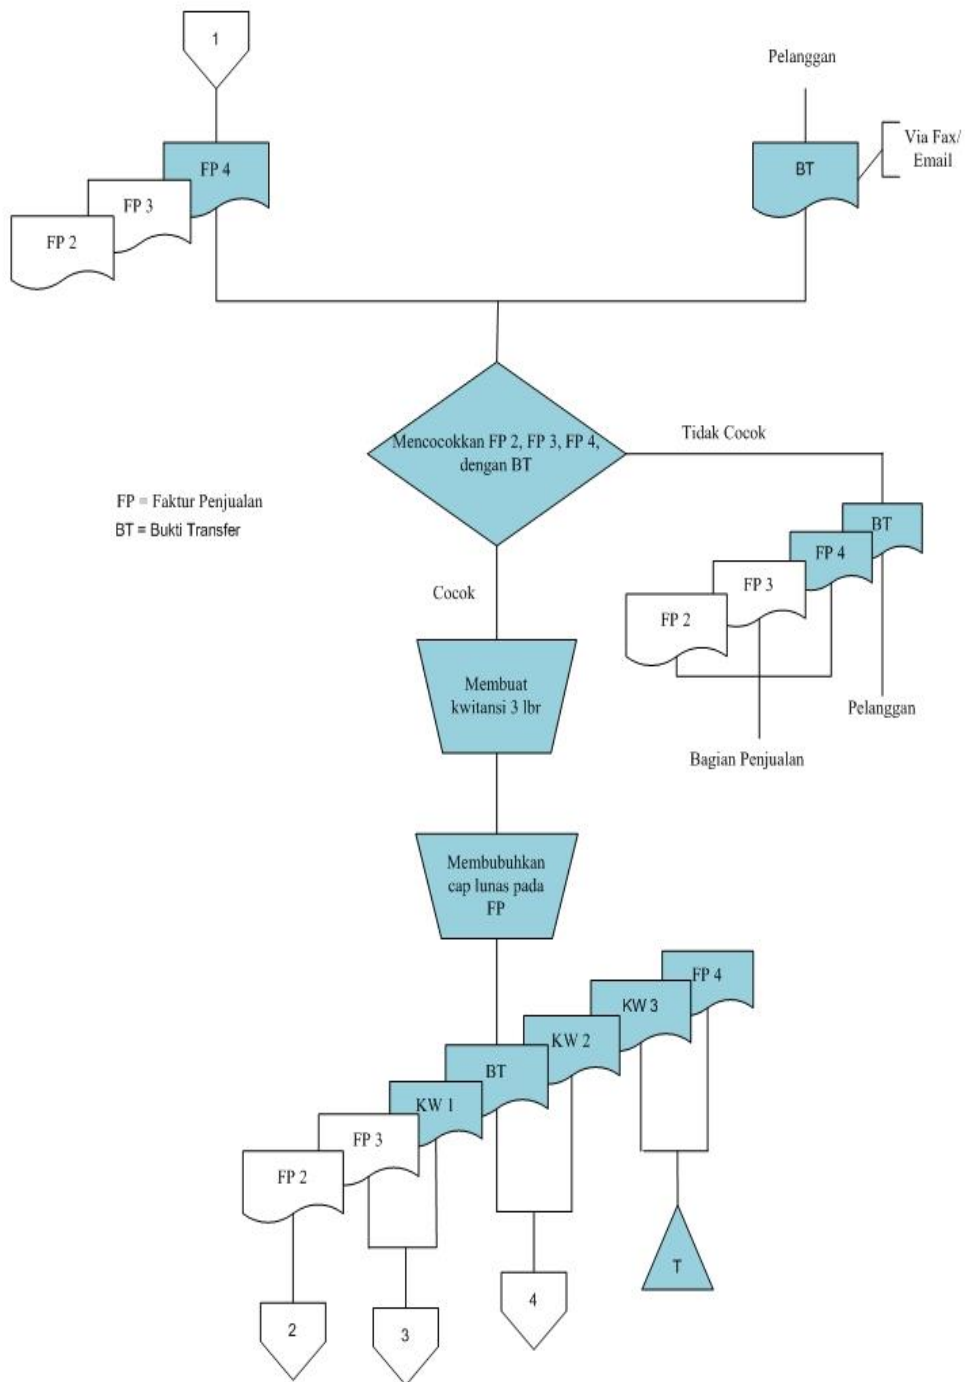 1
Pelanggan
FP 4
FP 3
FP 2
BT
Via Fax/
Email
Mencocokkan FP 2, FP 3, FP 4,
dengan BT
Tidak Cocok
FP = Faktur Penjualan
BT = Bukti Transfer
BT
FP 4
FP 3
FP 2
Pelanggan
Bagian Penjualan
Cocok
Membuat
kwitansi 3 lbr
Membubuhkan
cap lunas pada
FP
FP 4
KW 3
KW 2
BT
KW 1
FP 3
FP 2
T
4
2
3